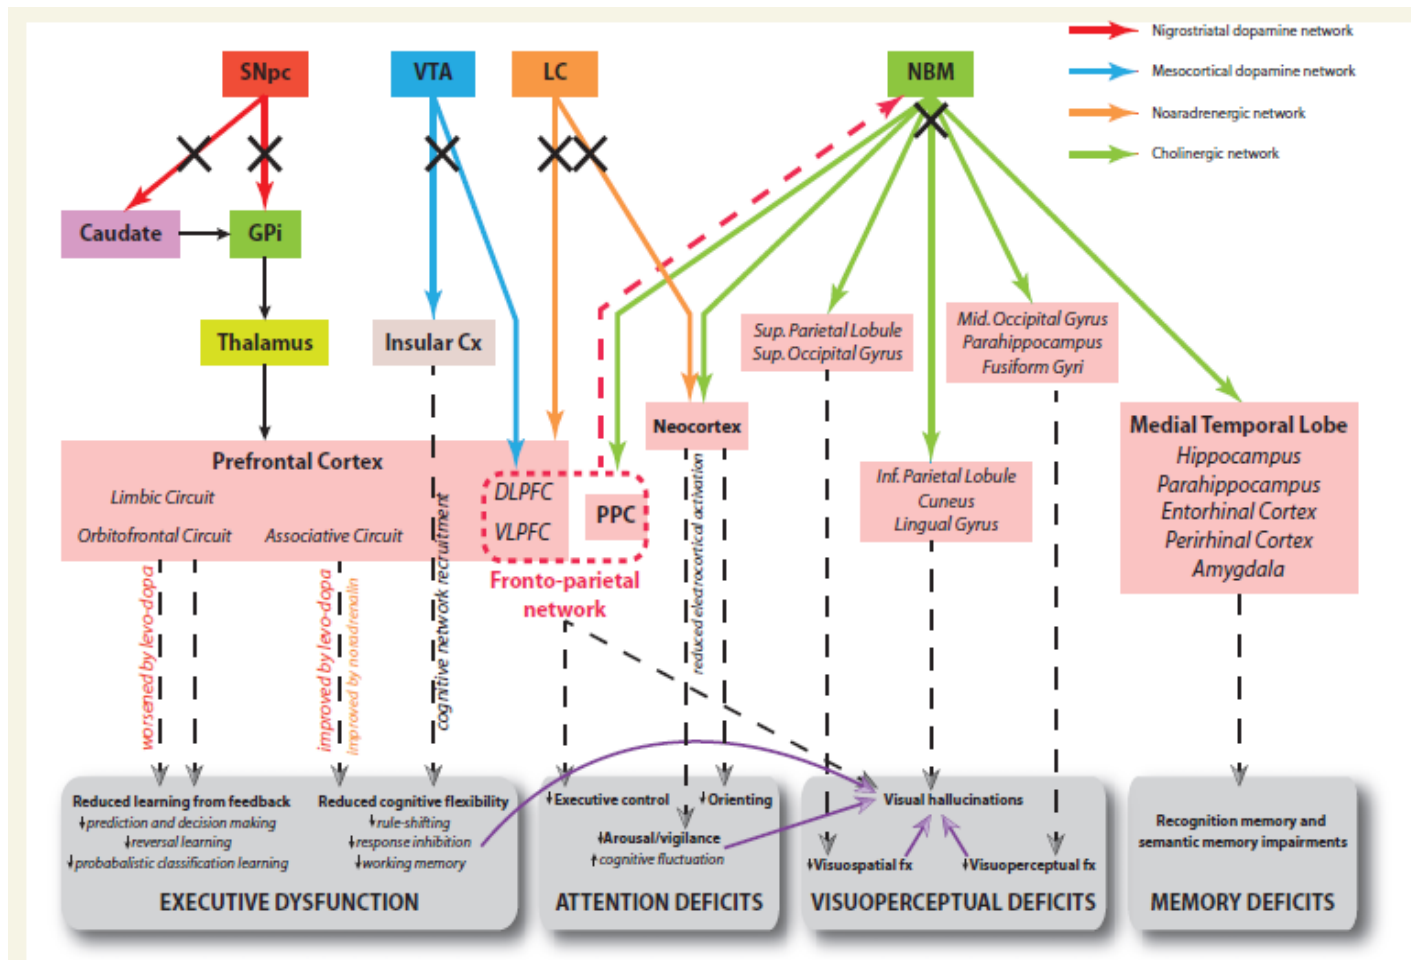 Nigrostriatal dopamine network
Mesocortical dopamine network
Noaradrenergic network
Cholinergic network
SNpc
VTA
LC
NBM
Caudate
GPi
Thalamus
Insular Cx
Sup. Parietal Lobule
Sup. Occipital Gyrus
Mid. Occipital Gyrus
Parahippocampus
Fusiform Gyri
Neocortex
Medial Temporal Lobe
Hippocampus
Parahippocampus
Entorhinal Cortex
Perirhinal Cortex
Amygdala
Prefrontal Cortex
Limbic Circuit
Orbitofrontal Circuit
Associative Circuit
DLPFC
VLPFC
PPC
Inf. Parietal Lobule
Cuneus
Lingual Gyrus
Fronto-parietal
network
worsened by levo-dopa
improved by levo-dopa
improved by noradrenalin
cognitive network recruitment
reduced electrocortical activation
Reduced learning from feedback
↓prediction and decision making
↓reversal learning
↓probabalistic classification learning
Reduced cognitive flexibility
↓rule-shifting
↓response inhibition
↓working memory
EXECUTIVE DYSFUNCTION
↓Executive control
↓Orienting
↓Arousal/vigilance
↑cognitive fluctuation
ATTENTION DEFICITS
Visual hallucinations
↓Visuospatial fx
↓Visuoperceptual fx
VISUOPERCEPTUAL DEFICITS
Recognition memory and
semantic memory impairments
MEMORY DEFICITS